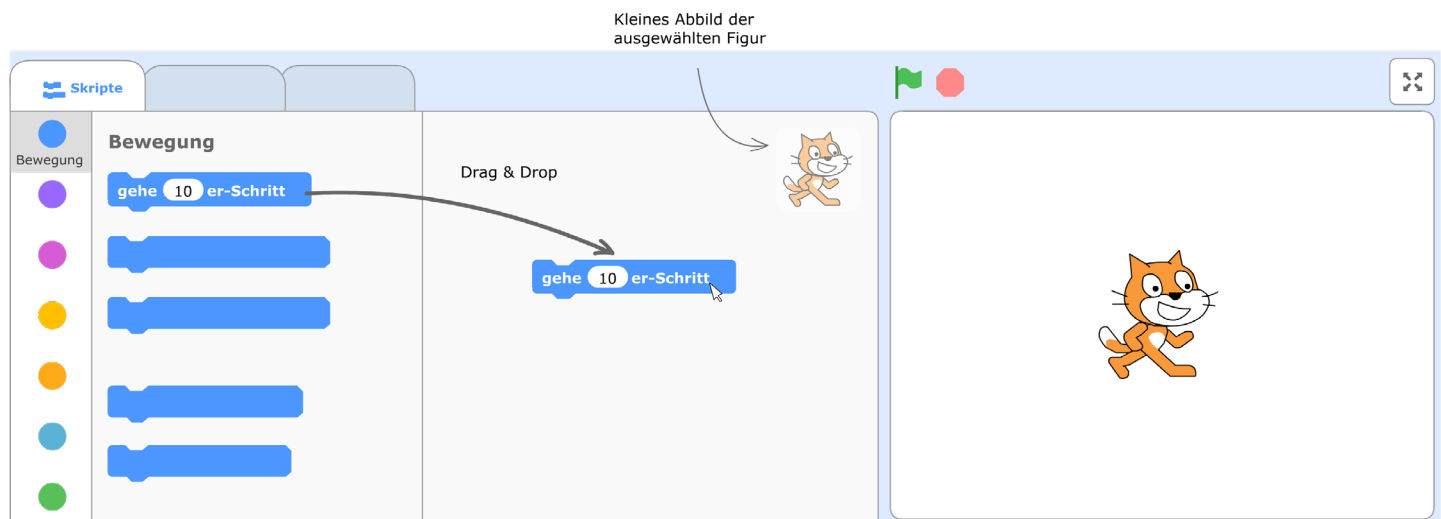 Kleines Abbild der
ausgewählten Figur
Skripte
Bewegung
Bewegung
gehe 10 er-Schritt
Drag & Drop
gehe 10 er-Schritt